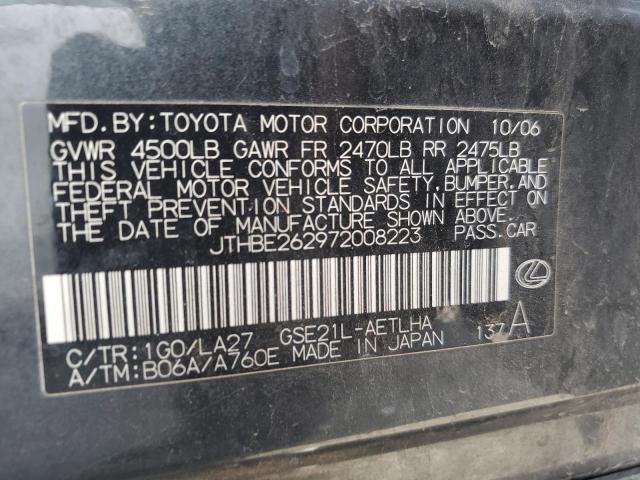 MFD. BY: TOYOTA MOTOR CORPORATION 10/06
GVWR 4500LB GAWR FR 2470LB RR 2475LB
THIS VEHICLE CONFORMS TO ALL APPLICABLE
FEDERAL MOTOR VEHICLE SAFETY, BUMPER, AND
THEFT PREVENTION STANDARDS IN EFFECT ON
THE DATE OF MANUFACTURE SHOWN ABOVE.
JTHBE262972008223 PASS. CAR
C/TR: 1G0/LA27 GSE21L-AETLHA
A/TM: B06A/A760E MADE IN JAPAN 137A